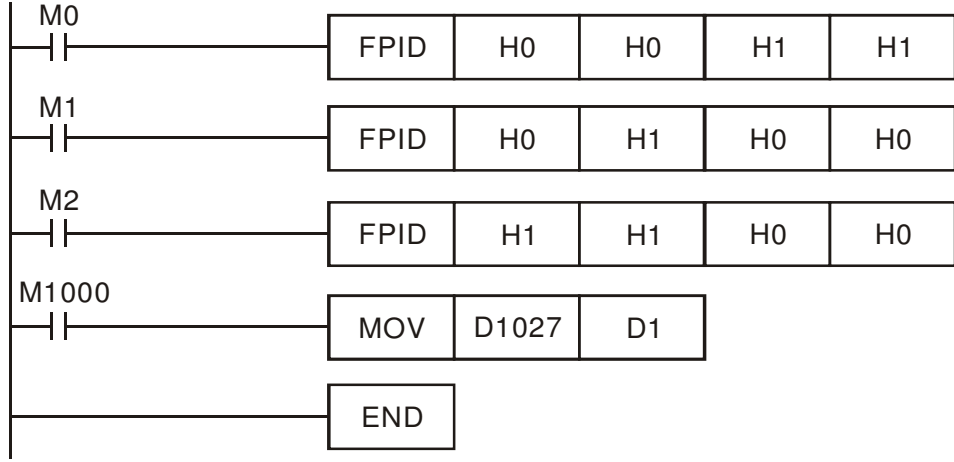 M0
FPID H0 H0 H1 H1
M1
FPID H0 H1 H0 H0
M2
FPID H1 H1 H0 H0
M1000
MOV D1027 D1
END